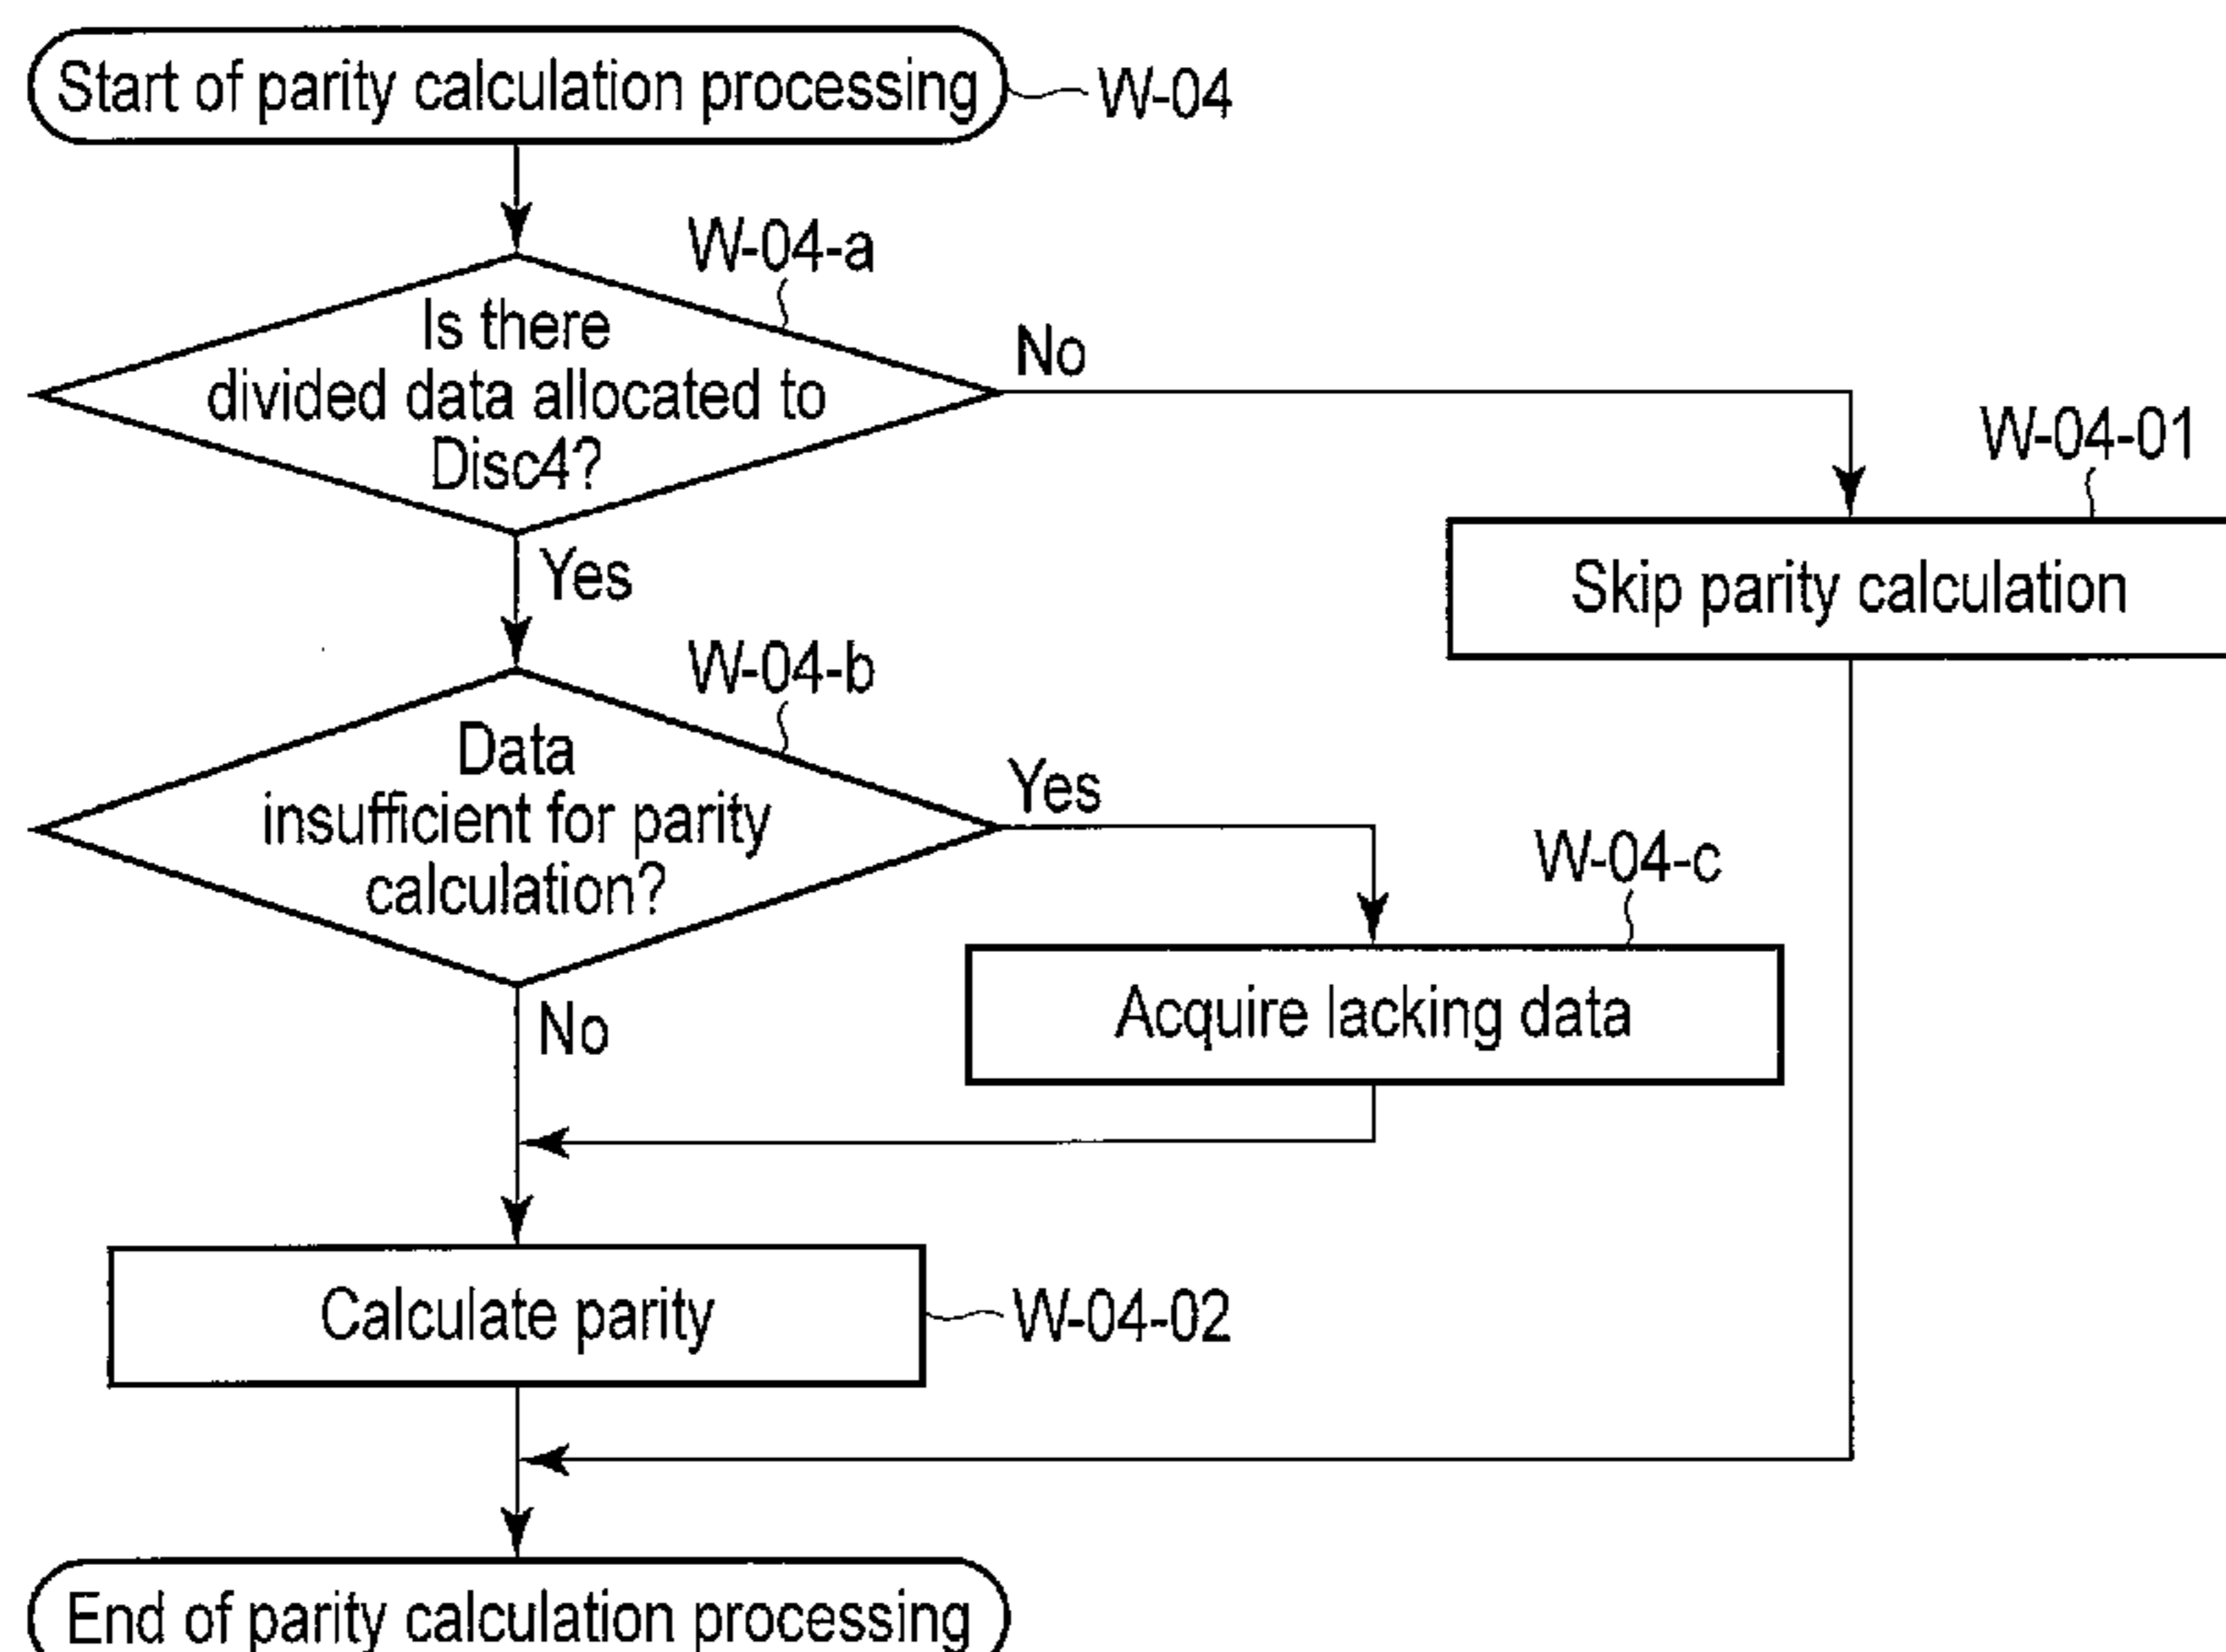 Start of parity calculation processing
W-04
W-04-a
Is there
divided data allocated to
Disc4?
No
W-04-01
Skip parity calculation
Yes
W-04-b
Data
insufficient for parity
calculation?
Yes
W-04-c
Acquire lacking data
No
Calculate parity
W-04-02
End of parity calculation processing